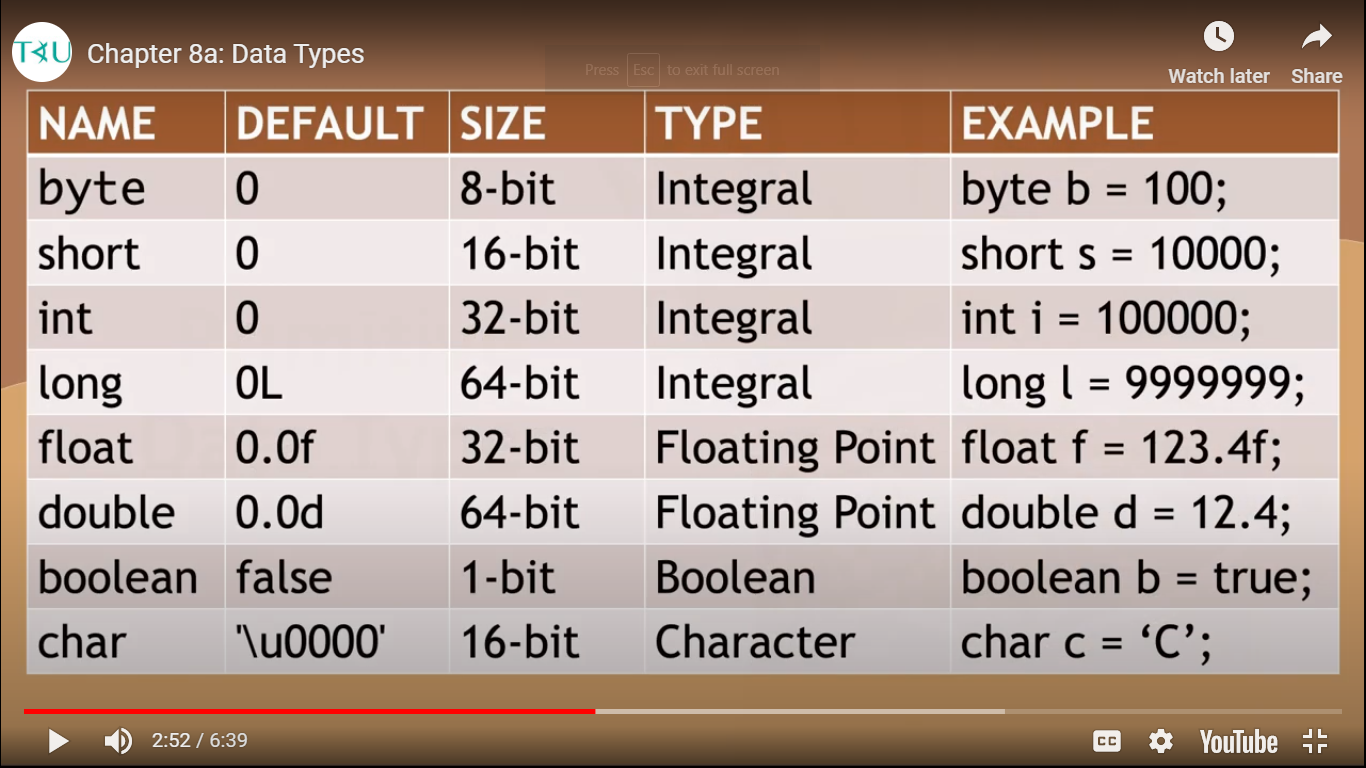 T4U Chapter 8a: Data Types
Press Esc to exit full screen
Watch later Share
NAME DEFAULT SIZE TYPE EXAMPLE
byte 0 8-bit Integral byte b = 100;
short 0 16-bit Integral short s = 10000;
int 0 32-bit Integral int i = 100000;
long 0L 64-bit Integral long l = 9999999;
float 0.0f 32-bit Floating Point float f = 123.4f;
double 0.0d 64-bit Floating Point double d = 12.4;
boolean false 1-bit Boolean boolean b = true;
char '\u0000' 16-bit Character char c = ‘C’;
2:52 / 6:39 CC YouTube